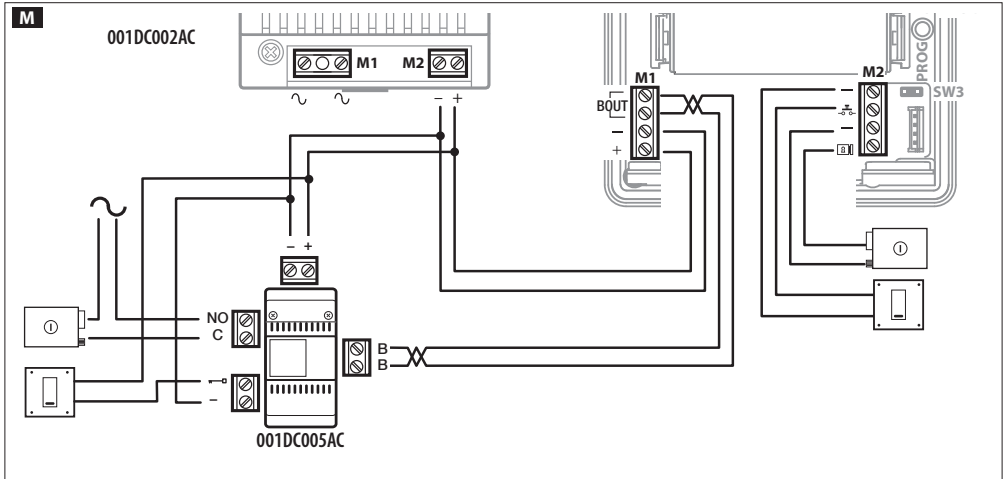 M
001DC002AC
M1
M2
– +
M1
BOUT
–
+
M2
PROG
SW3
–
–
– +
NO
C
B
B
–
001DC005AC